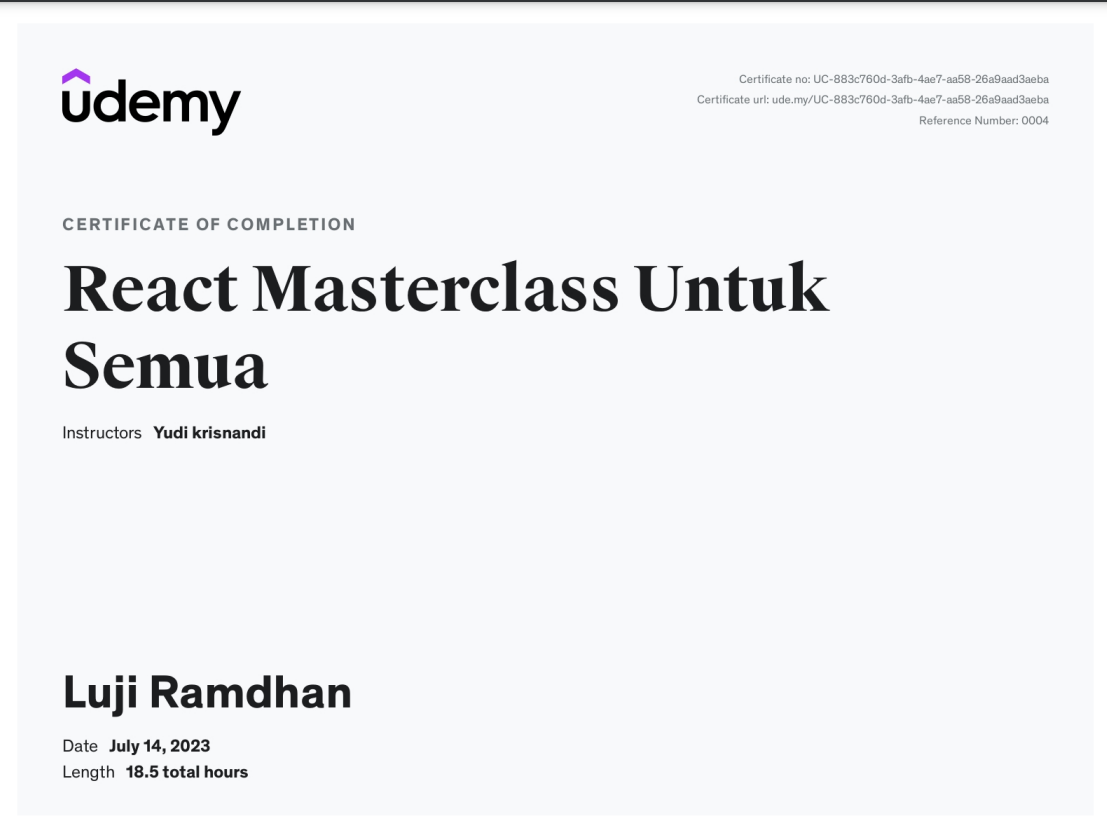 udemy
Certificate no: UC-883c760d-3afb-4ae7-aa58-26a9aad3aeba
Certificate url: ude.my/UC-883c760d-3afb-4ae7-aa58-26a9aad3aeba
Reference Number: 0004
CERTIFICATE OF COMPLETION
React Masterclass Untuk
Semua
Instructors Yudi krisnandi
Luji Ramdhan
Date July 14, 2023
Length 18.5 total hours